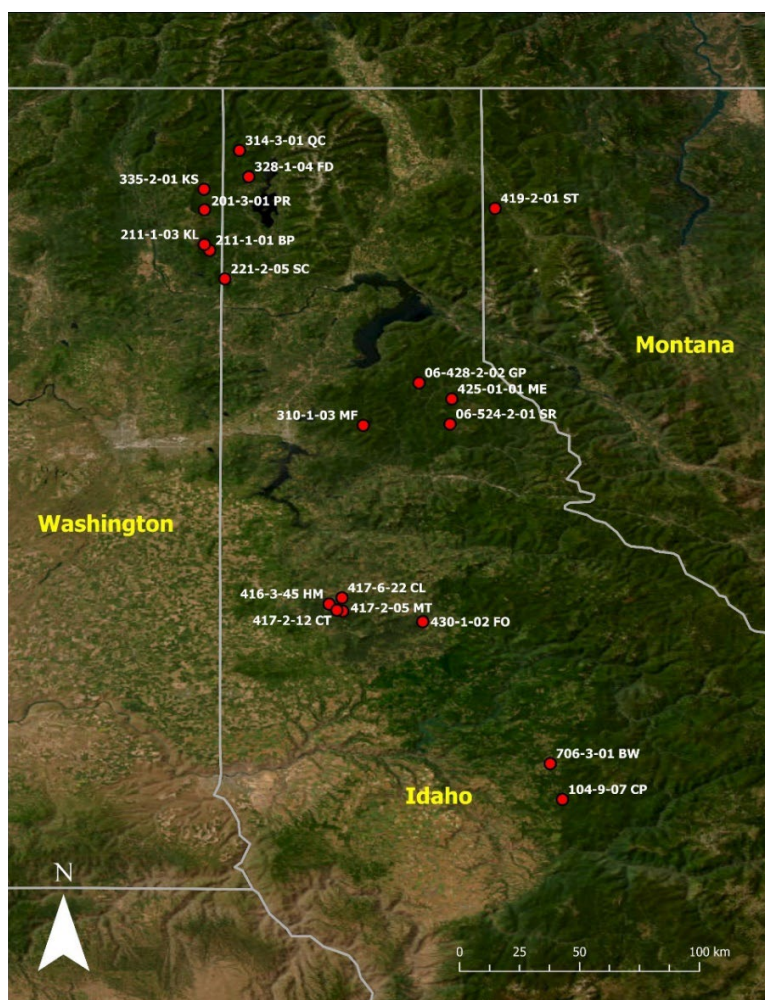 314-3-01 QC
328-1-04 FD
335-2-01 KS
201-3-01 PR
419-2-01 ST
211-1-03 KL
211-1-01 BP
221-2-05 SC
Montana
06-428-2-02 GP
425-01-01 ME
310-1-03 MF
06-524-2-01 SR
Washington
417-6-22 CL
416-3-45 HM
417-2-05 MT
417-2-12 CT
430-1-02 FO
706-3-01 BW
104-9-07 CP
Idaho
N
0 25 50 100 km